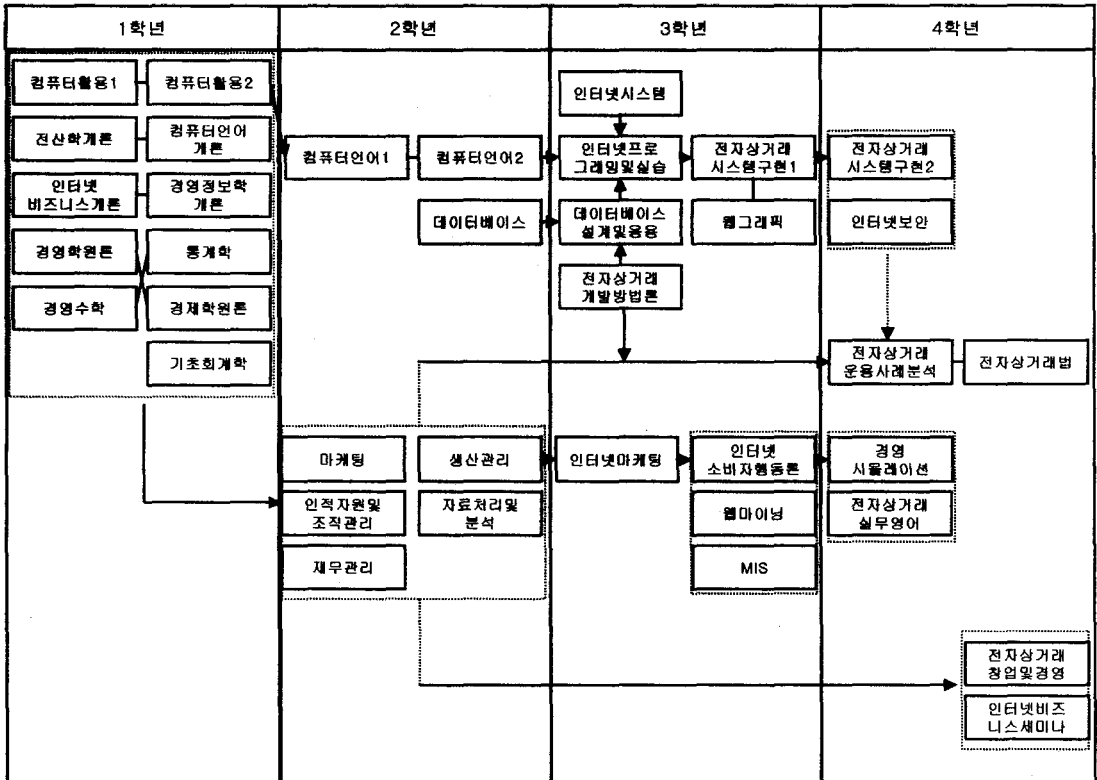 1학년
2학년
3학년
4학년
컴퓨터활용1
컴퓨터활용2
전산학개론
컴퓨터언어
개론
인터넷
비즈니스개론
경영정보학
개론
경영학원론
통계학
경영수학
경제학원론
기초회계학
컴퓨터언어1
컴퓨터언어2
데이터베이스
마케팅
생산관리
인적자원및
조직관리
자료처리및
분석
재무관리
인터넷시스템
인터넷프로
그래밍및실습
전자상거래
시스템구현1
데이터베이스
설계및응용
웹그래픽
전자상거래
개발방법론
인터넷마케팅
인터넷
소비자행동론
웹마이닝
MIS
전자상거래
시스템구현2
인터넷보안
전자상거래
운용사례분석
전자상거래법
경영
시뮬레이션
전자상거래
실무영어
전자상거래
창업및경영
인터넷비즈
니스세미나